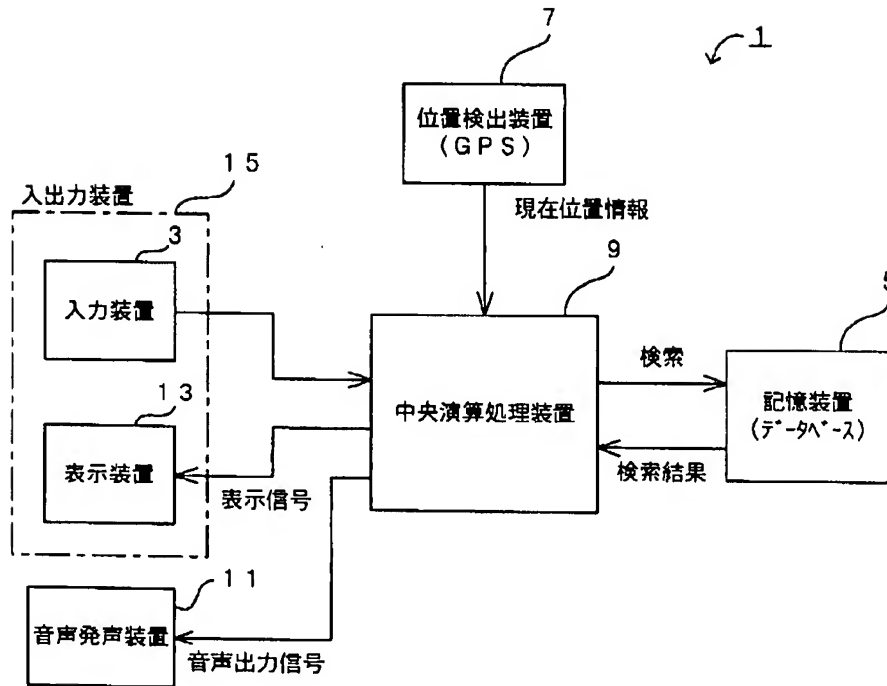 7
1
位置検出装置
(GPS)
15
入出力装置
現在位置情報
3
入力装置
9
5
検索
中央演算処理装置
記憶装置
(ﾃﾞｰﾀﾍﾞｰｽ)
13
表示装置
表示信号
検索結果
11
音声発声装置
音声出力信号